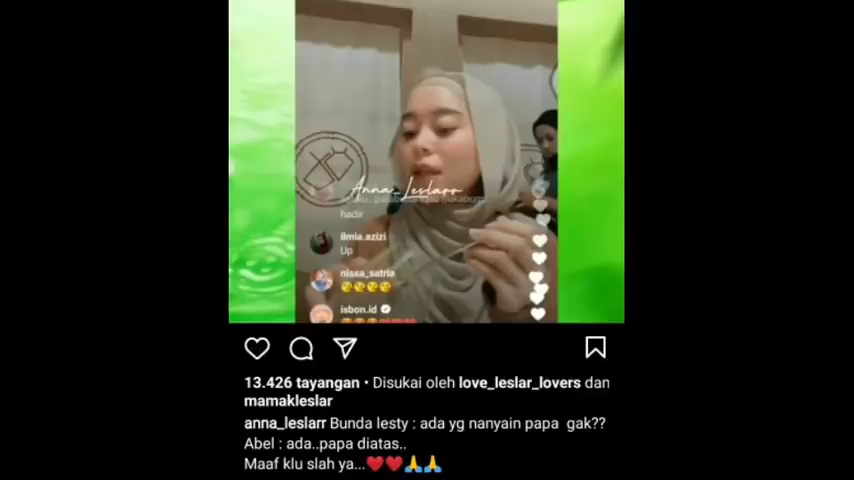 Anna_Leslarr
hadir
ilmia.azizi
Up
nissa_satria
😘😘😘😘
isbon.id
13.426 tayangan • Disukai oleh love_leslar_lovers dan
mamakleslar
anna_leslarr Bunda lesty : ada yg nanyain papa gak??
Abel : ada..papa diatas..
Maaf klu slah ya...❤️❤️🙏🙏